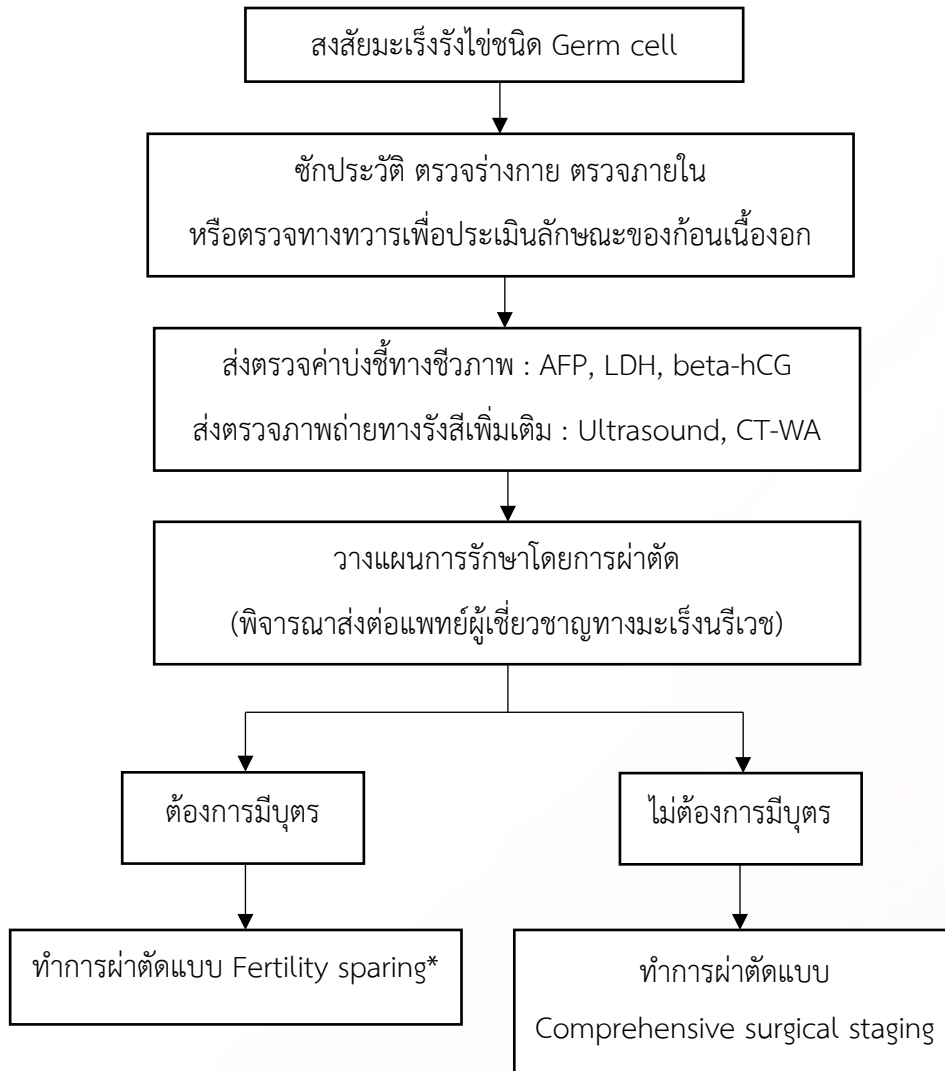 สงสัยมะเร็งรังไข่ชนิด Germ cell
ซักประวัติ ตรวจร่างกาย ตรวจภายใน
หรือตรวจทางทวารเพื่อประเมินลักษณะของก้อนเนื้องอก
ส่งตรวจค่าบ่งชี้ทางชีวภาพ : AFP, LDH, beta-hCG
ส่งตรวจภาพถ่ายทางรังสีเพิ่มเติม : Ultrasound, CT-WA
วางแผนการรักษาโดยการผ่าตัด
(พิจารณาส่งต่อแพทย์ผู้เชี่ยวชาญทางมะเร็งนรีเวช)
ต้องการมีบุตร
ไม่ต้องการมีบุตร
ทำการผ่าตัดแบบ Fertility sparing*
ทำการผ่าตัดแบบ
Comprehensive surgical staging